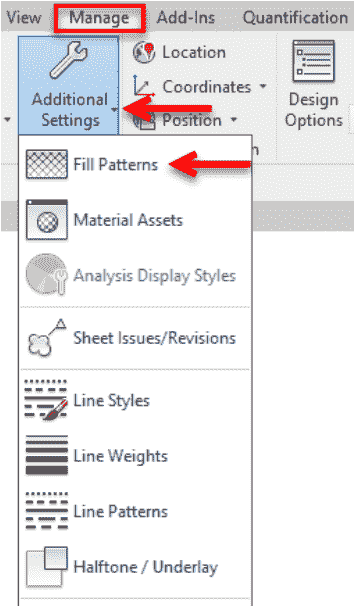 View Manage Add-Ins Quantification
Location
Coordinates
Position
Additional
Settings
Design
Options
Fill Patterns
Material Assets
Analysis Display Styles
Sheet Issues/Revisions
Line Styles
Line Weights
Line Patterns
Halftone / Underlay